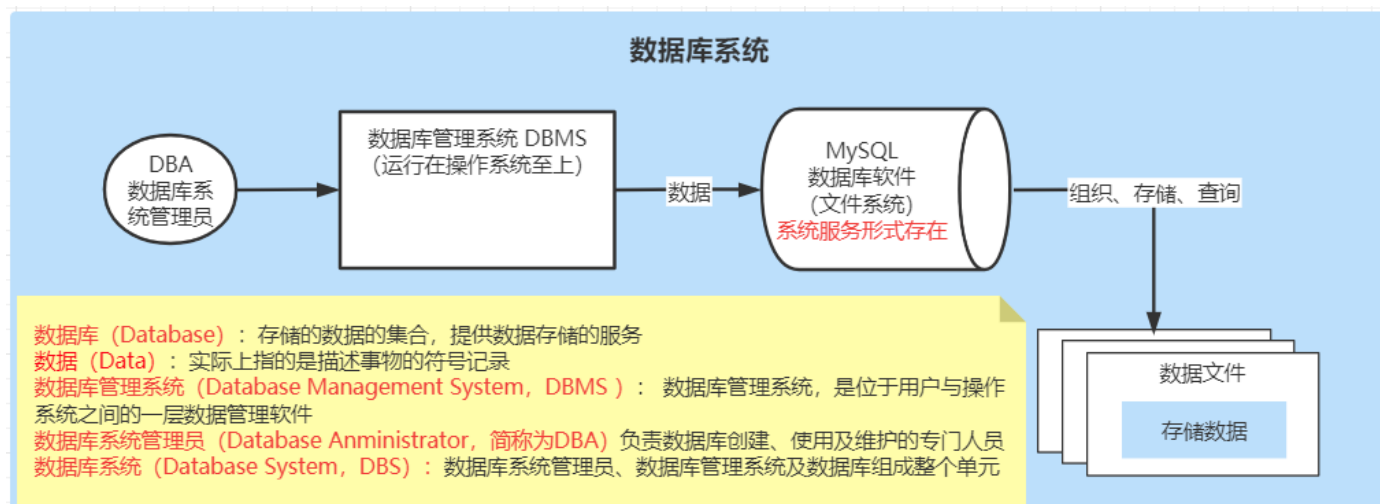 数据库系统
DBA
数据库系
统管理员
数据库管理系统 DBMS
(运行在操作系统至上)
数据
MySQL
数据库软件
(文件系统)
系统服务形式存在
组织、存储、查询
数据库（Database）：存储的数据的集合，提供数据存储的服务
数据（Data）：实际上指的是描述事物的符号记录
数据库管理系统（Database Management System，DBMS ）： 数据库管理系统，是位于用户与操作
系统之间的一层数据管理软件
数据库系统管理员（Database Anministrator，简称为DBA）负责数据库创建、使用及维护的专门人员
数据库系统（Database System，DBS）：数据库系统管理员、数据库管理系统及数据库组成整个单元
数据文件
存储数据